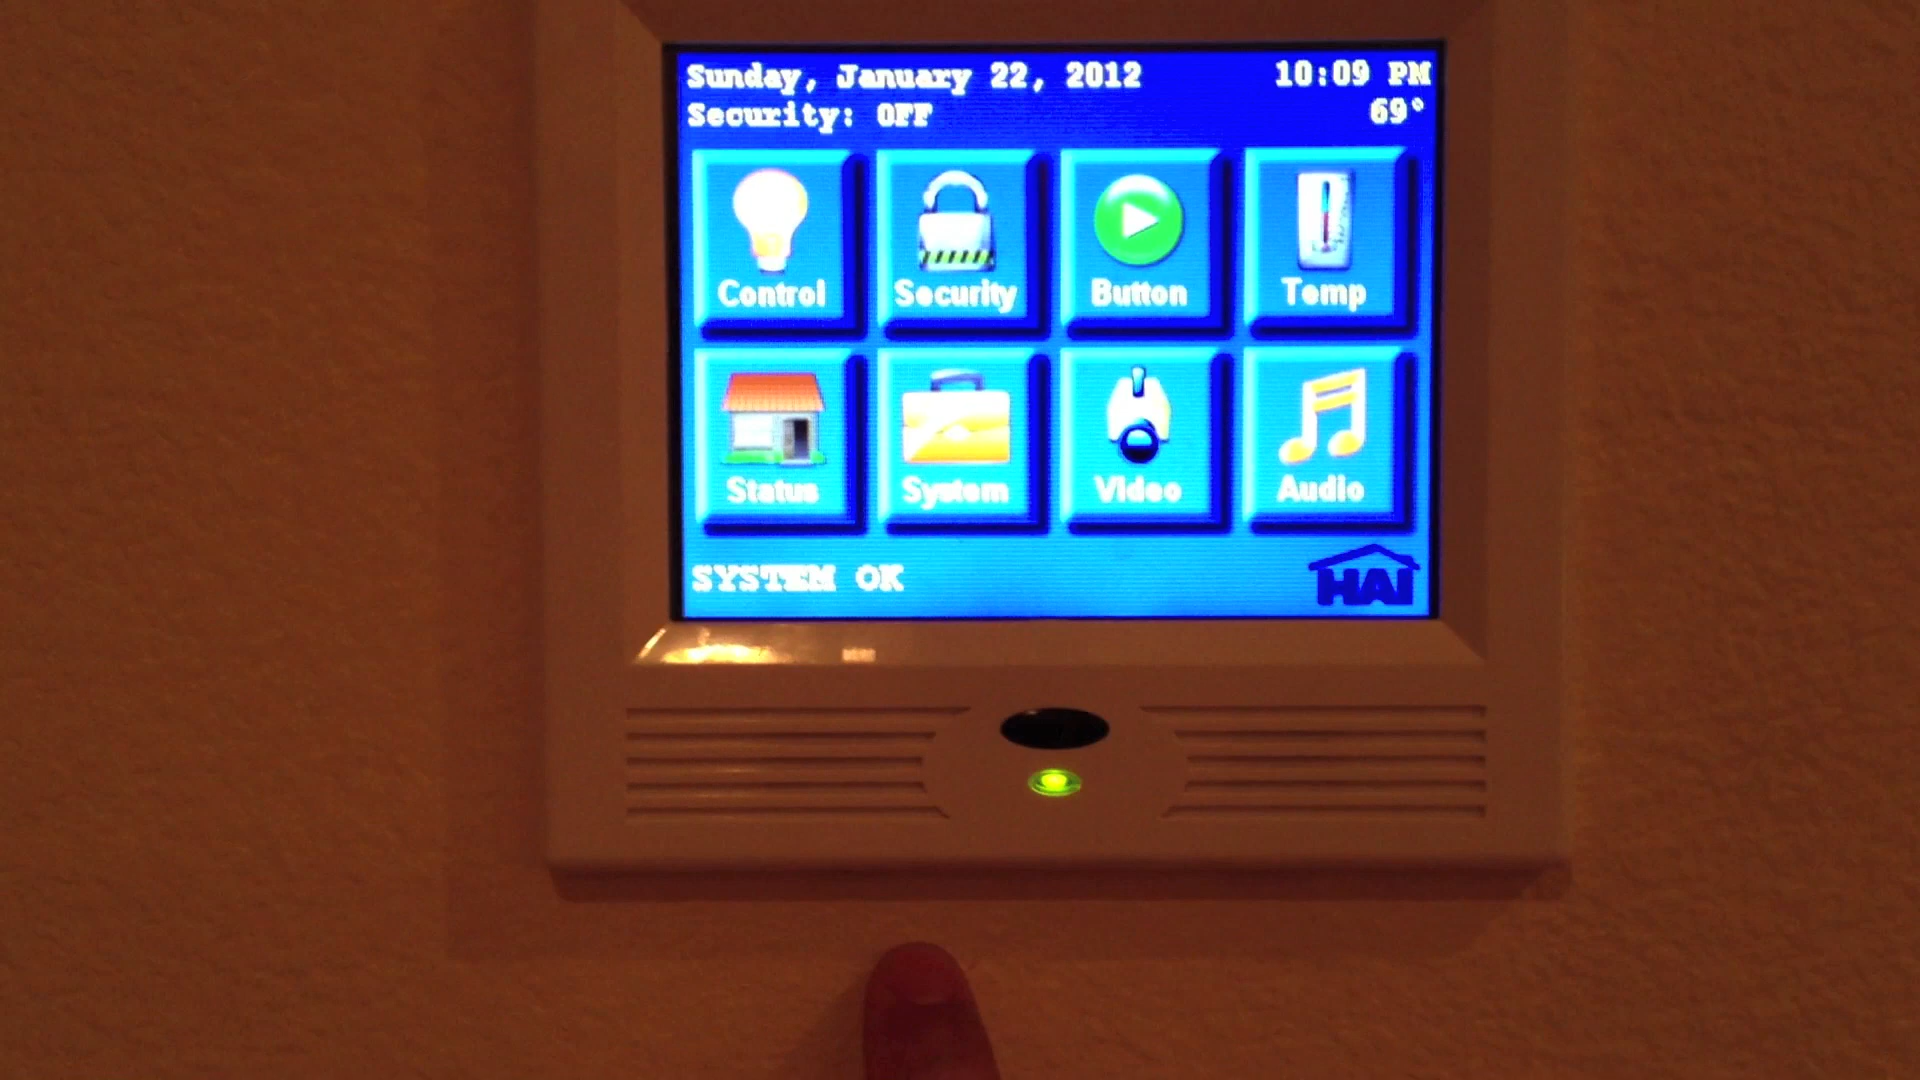 Sunday, January 22, 2012 10:09 PM
Security: OFF 69°
Control Security Button Temp
Status System Video Audio
SYSTEM OK HAI